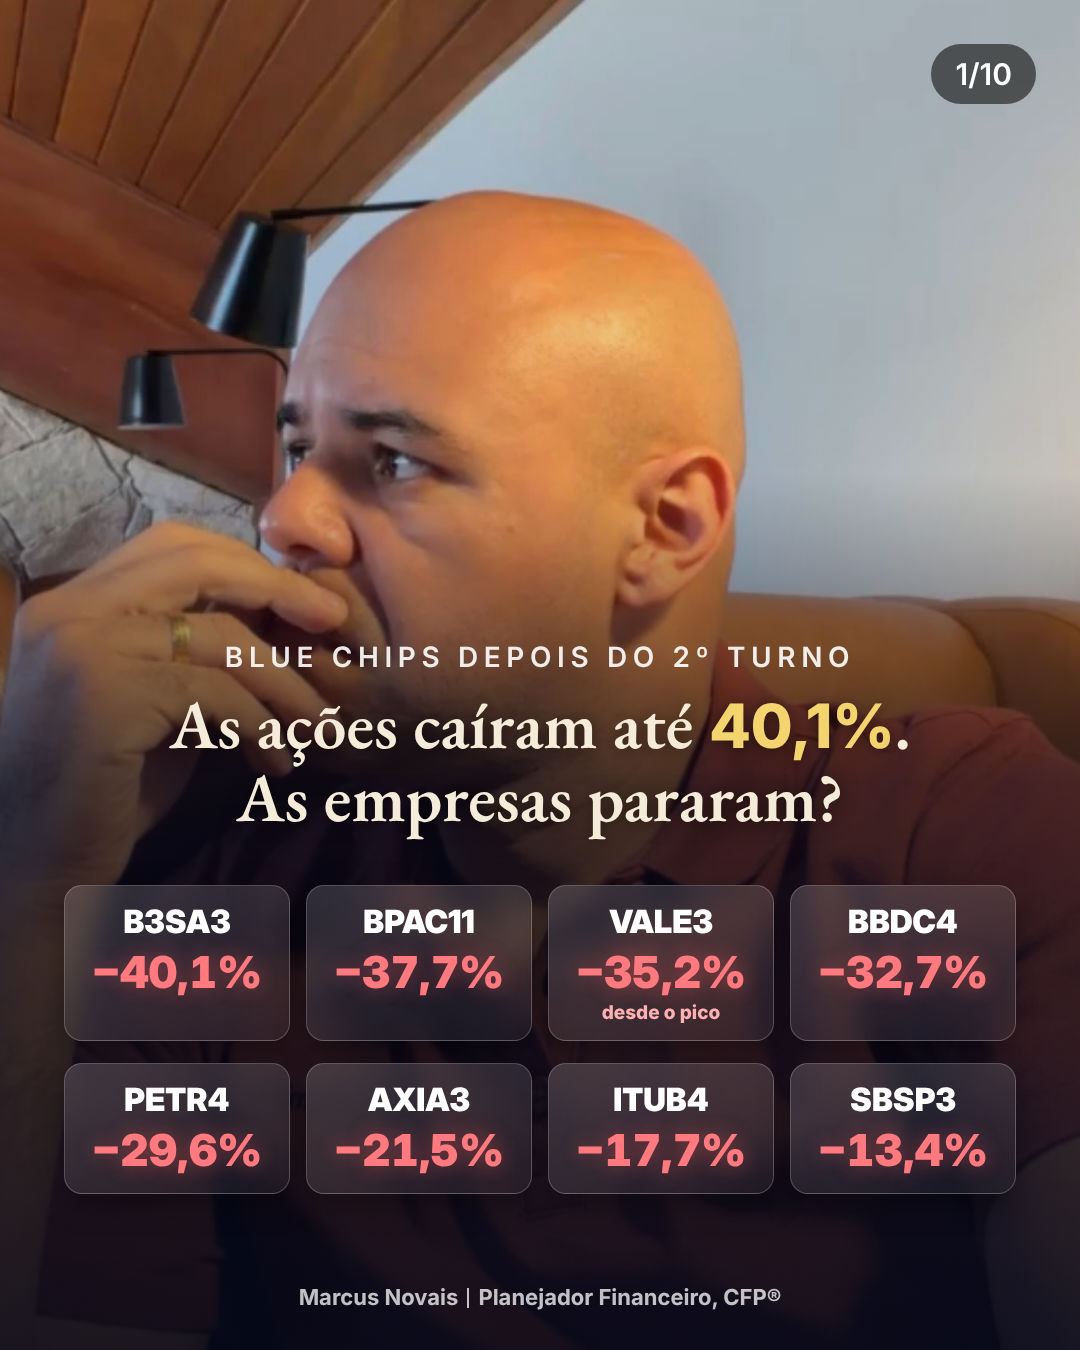 1/10
BLUE CHIPS DEPOIS DO 2º TURNO
As ações caíram até 40,1%.
As empresas pararam?
B3SA3
−40,1%
BPAC11
−37,7%
VALE3
−35,2%
desde o pico
BBDC4
−32,7%
PETR4
−29,6%
AXIA3
−21,5%
ITUB4
−17,7%
SBSP3
−13,4%
Marcus Novais | Planejador Financeiro, CFP®